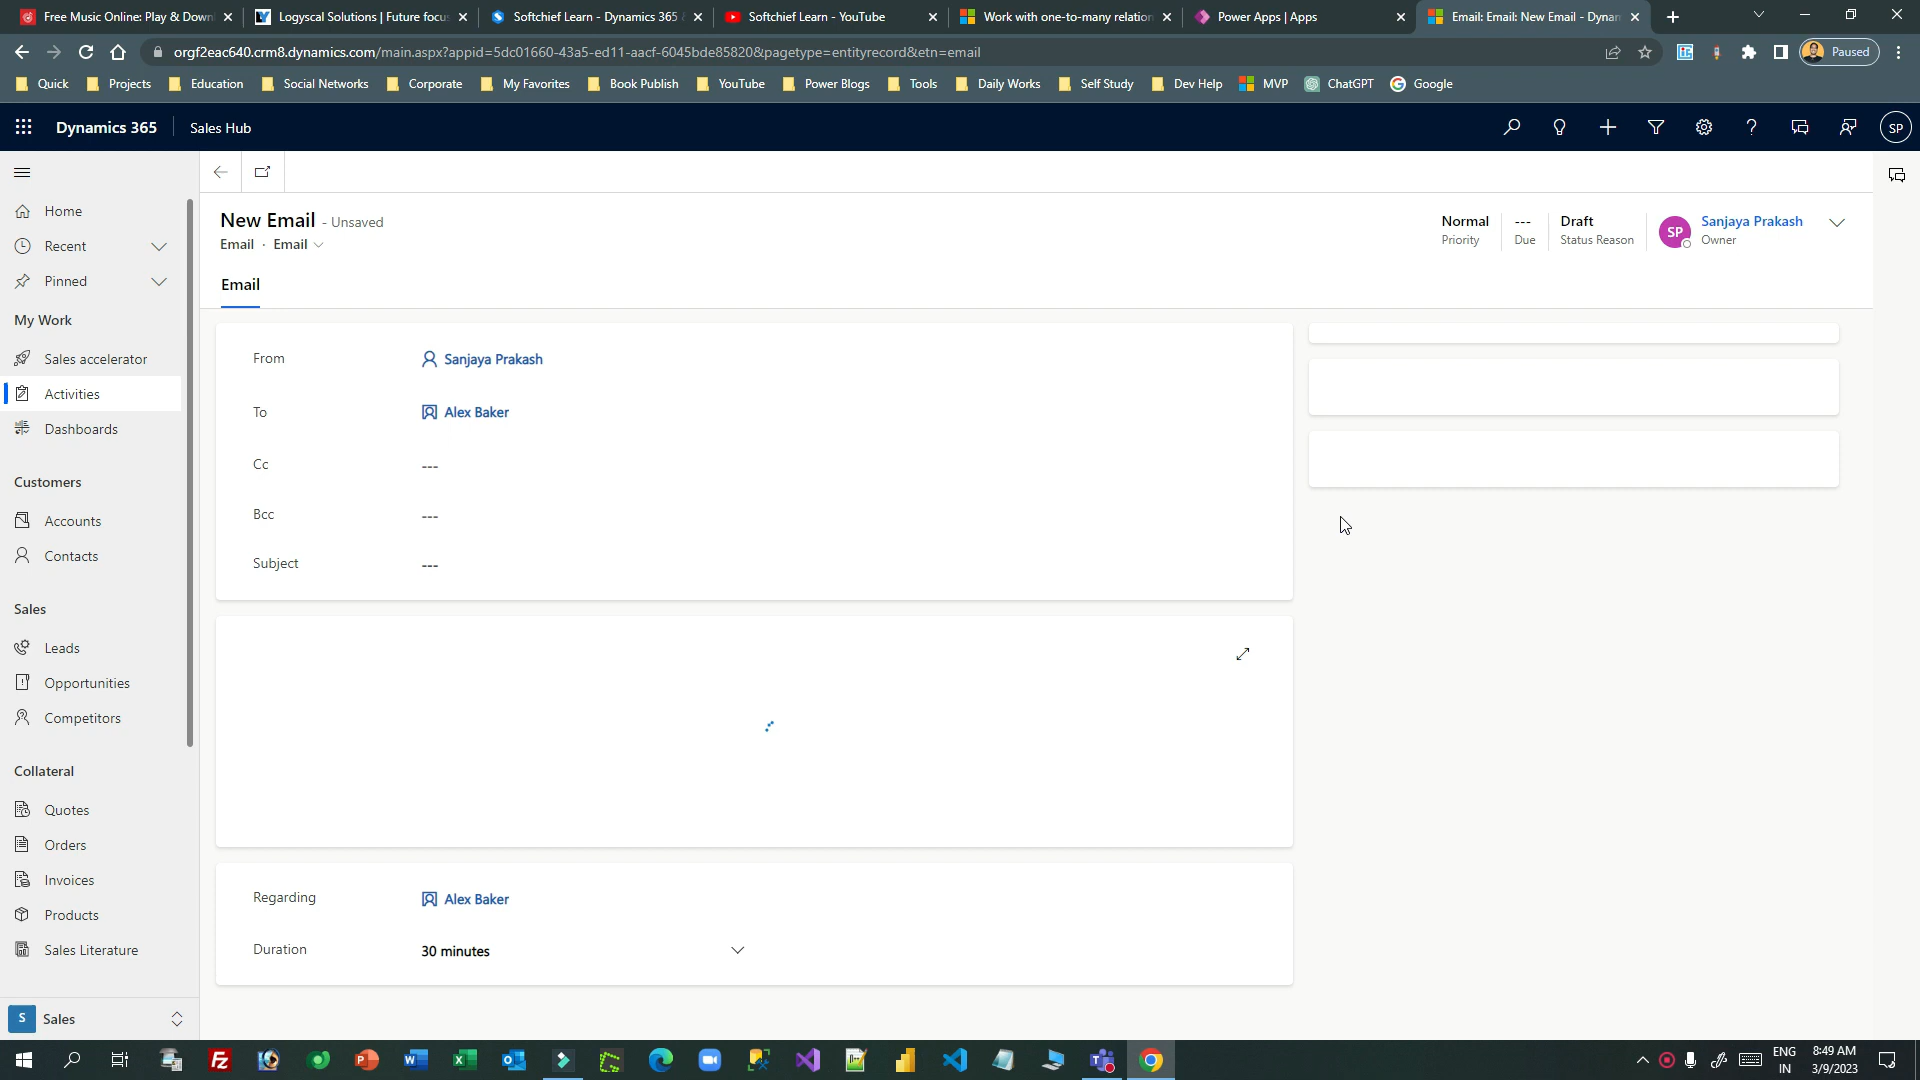 Free Music Online: Play & Down
Logyscal Solutions | Future focus
Softchief Learn - Dynamics 365 &
Softchief Learn - YouTube
Work with one-to-many relation
Power Apps | Apps
Email: Email: New Email - Dynam
orgf2eac640.crm8.dynamics.com/main.aspx?appid=5dc01660-43a5-ed11-aacf-6045bde85820&pagetype=entityrecord&etn=email
Paused
Quick
Projects
Education
Social Networks
Corporate
My Favorites
Book Publish
YouTube
Power Blogs
Tools
Daily Works
Self Study
Dev Help
MVP
ChatGPT
Google
Dynamics 365
Sales Hub
SP
Home
Recent
Pinned
My Work
Sales accelerator
Activities
Dashboards
Customers
Accounts
Contacts
Sales
Leads
Opportunities
Competitors
Collateral
Quotes
Orders
Invoices
Products
Sales Literature
S Sales
New Email - Unsaved
Email · Email
Normal
Priority
---
Due
Draft
Status Reason
SP
Sanjaya Prakash
Owner
Email
From Sanjaya Prakash
To Alex Baker
Cc ---
Bcc ---
Subject ---
Regarding Alex Baker
Duration 30 minutes
ENG
IN
8:49 AM
3/9/2023